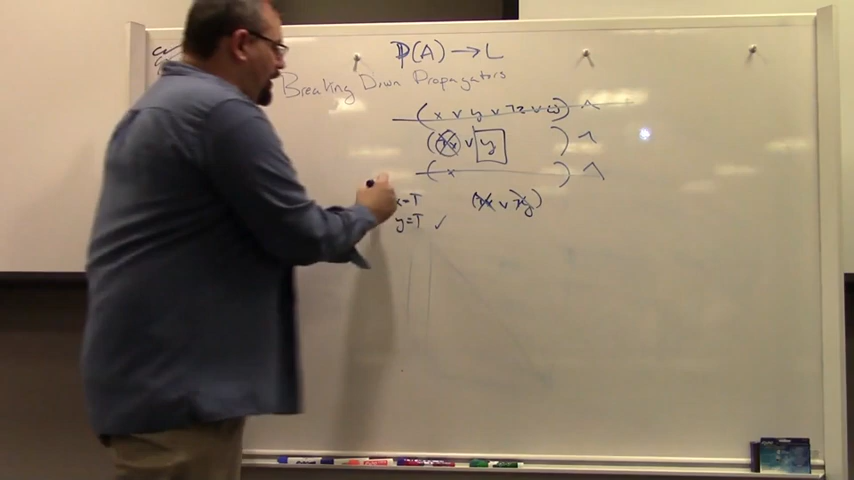 P(A) → L
Breaking Down Propagators
(x ∨ y ∨ ¬z ∨ w) ∧
(¬x ∨ y ) ∧
(x ) ∧
x=T (¬x ∨ ¬y)
y=T ✓